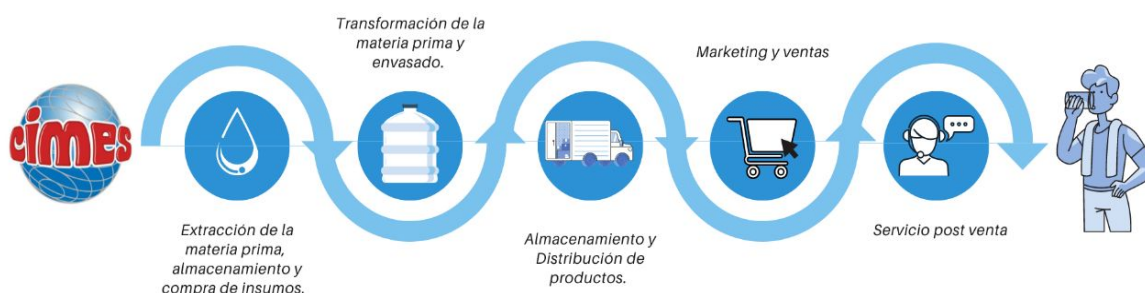 cimes
Extracción de la
materia prima,
almacenamiento y
compra de insumos.
Transformación de la
materia prima y
envasado.
Almacenamiento y
Distribución de
productos.
Marketing y ventas
Servicio post venta